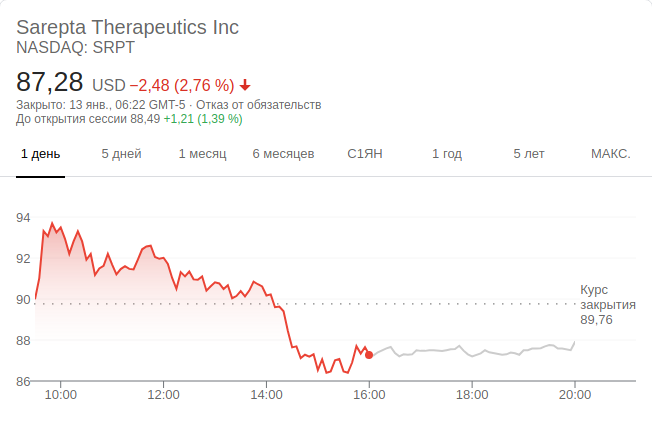 Sarepta Therapeutics Inc
NASDAQ: SRPT
87,28 USD −2,48 (2,76 %)
Закрыто: 13 янв., 06:22 GMT-5 · Отказ от обязательств
До открытия сессии 88,49 +1,21 (1,39 %)
1 день 5 дней 1 месяц 6 месяцев С1ЯН 1 год 5 лет МАКС.
94
92
90
88
86
Курс
закрытия
89,76
10:00 12:00 14:00 16:00 18:00 20:00